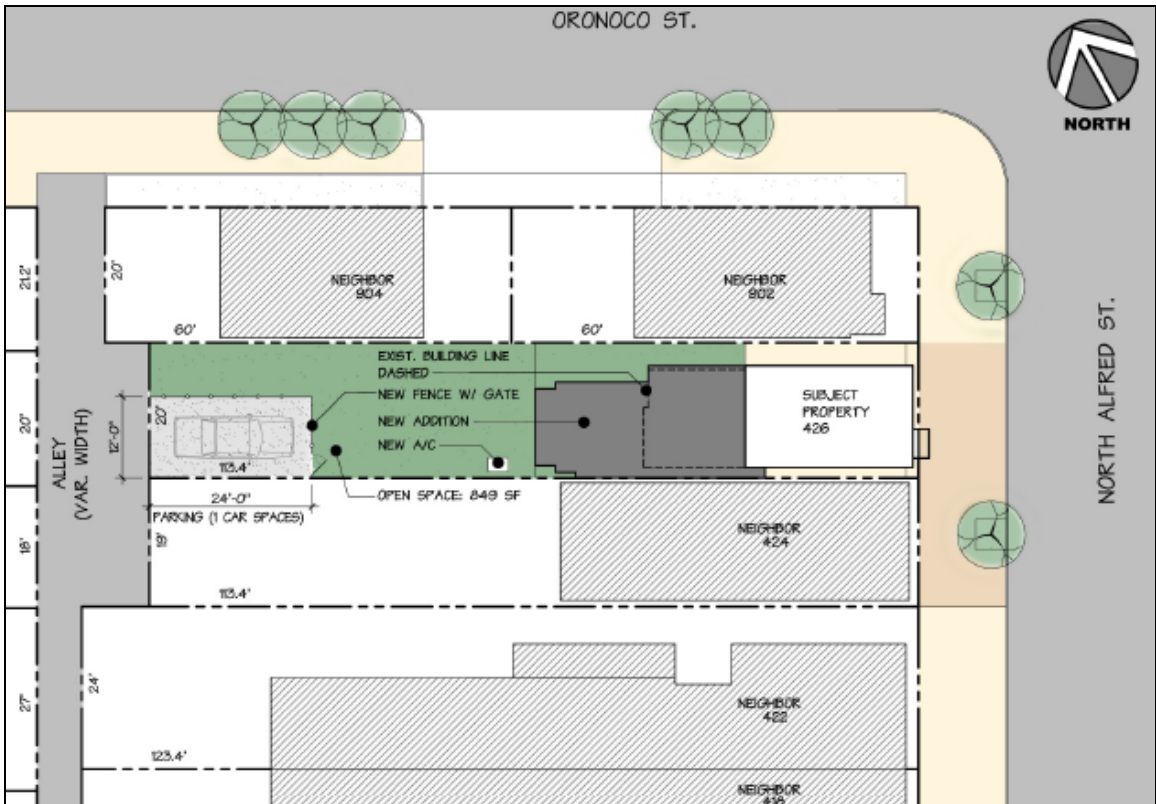 ORONOCO ST.
NORTH
21.2'
20'
NEIGHBOR
904
NEIGHBOR
902
60'
60'
EXIST. BUILDING LINE
DASHED
NEW FENCE W/ GATE
NEW ADDITION
NEW A/C
OPEN SPACE: 849 SF
SUBJECT
PROPERTY
426
NORTH ALFRED ST.
20'
ALLEY
(VAR. WIDTH)
12'-0"
20'
113.4'
24'-0"
PARKING (1 CAR SPACES)
18'
19'
113.4'
NEIGHBOR
424
27'
24'
123.4'
NEIGHBOR
422
NEIGHBOR